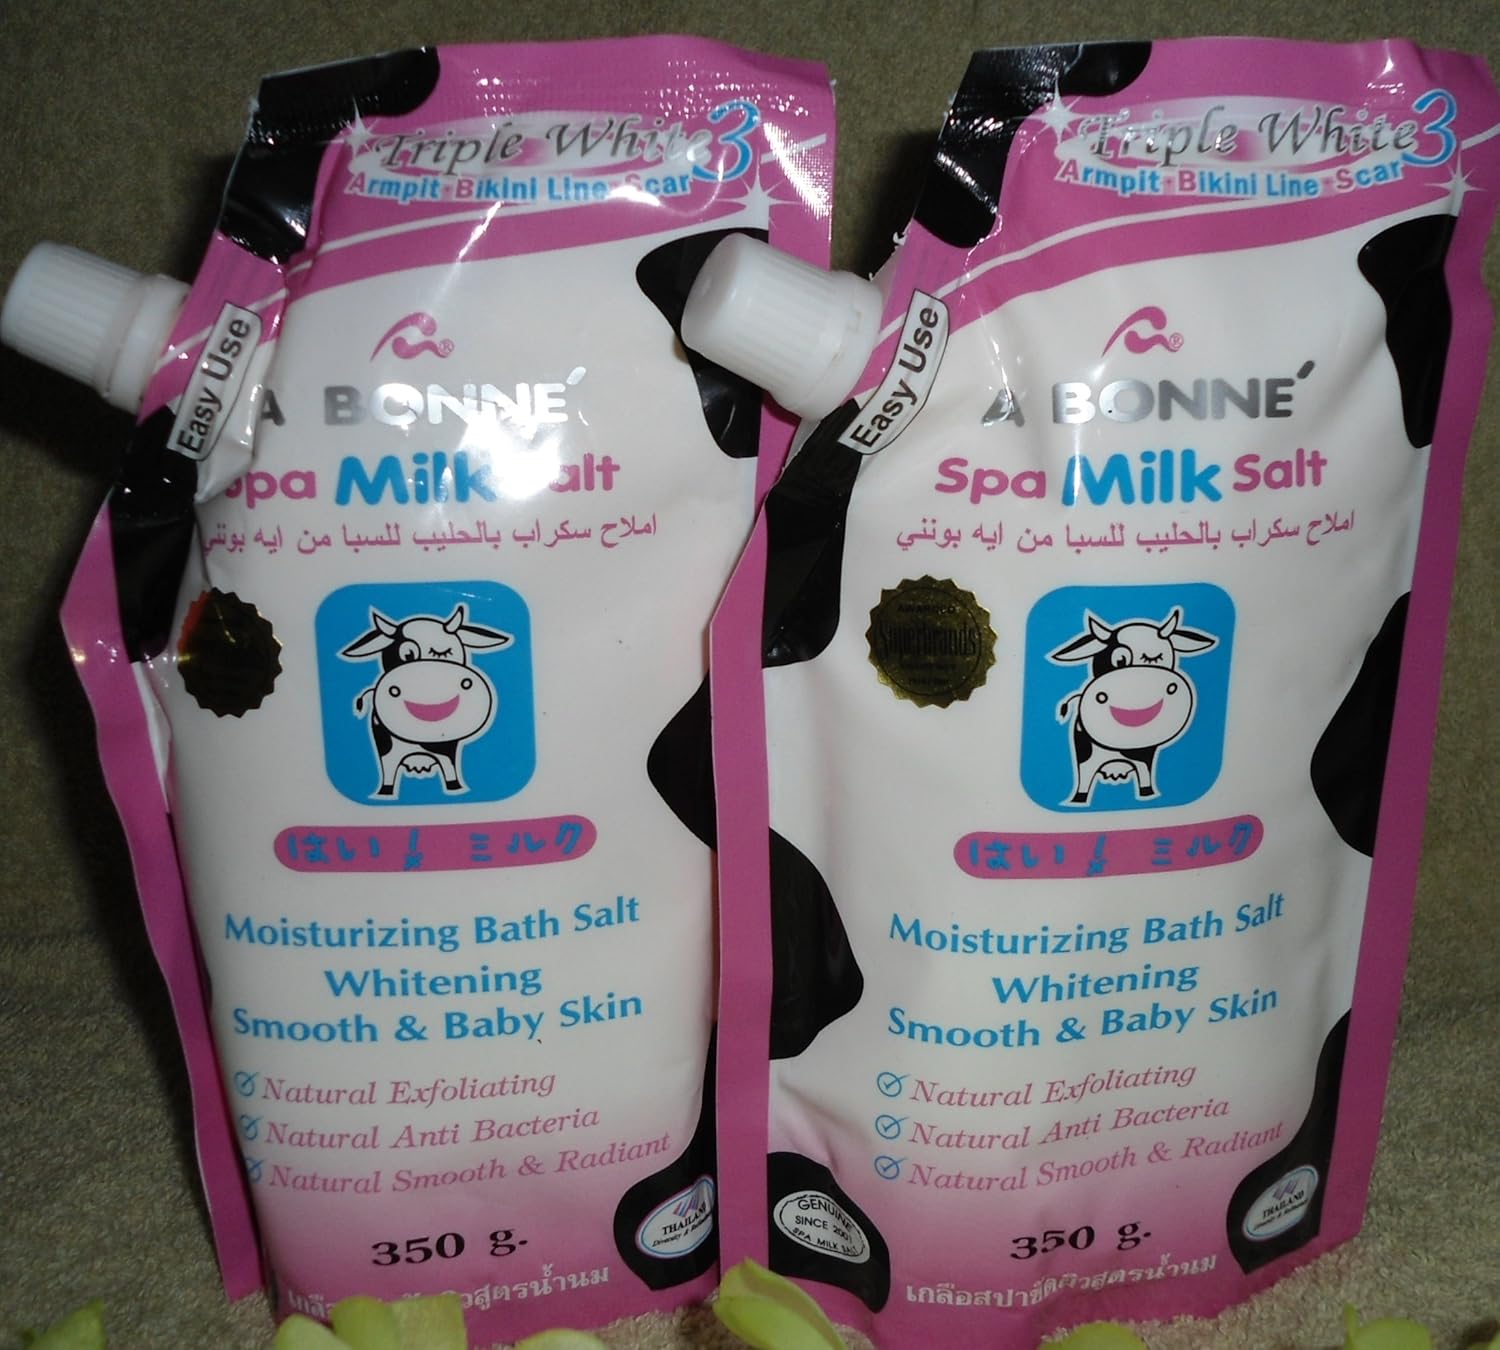 Triple White 3
Armpit • Bikini Line • Scar
Easy Use
A BONNÉ
Spa Milk Salt
املاح سكراب بالحليب للسبا من ايه بونني
はい! ミルク
Moisturizing Bath Salt
Whitening
Smooth & Baby Skin
Natural Exfoliating
Natural Anti Bacteria
Natural Smooth & Radiant
THAILAND
350 g.
Triple White 3
Armpit • Bikini Line • Scar
Easy Use
®
A BONNÉ
Spa Milk Salt
املاح سكراب بالحليب للسبا من ايه بونني
AWARDED
Superbrands
はい! ミルク
Moisturizing Bath Salt
Whitening
Smooth & Baby Skin
Natural Exfoliating
Natural Anti Bacteria
Natural Smooth & Radiant
GENUINE
SINCE 2001
SPA MILK SALT
THAILAND
350 g.
เกลือสปาขัดผิวสูตรน้ำนม